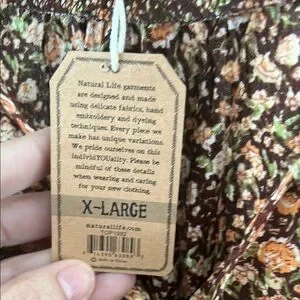 Natural Life garments
are designed and made
using delicate fabrics, hand
embroidery and dyeing
techniques. Every piece we
make has unique variations.
We pride ourselves on this
individYOUality. Please be
mindful of these details
when wearing and caring
for your new clothing.
X-LARGE
naturallife.com
TOP1092